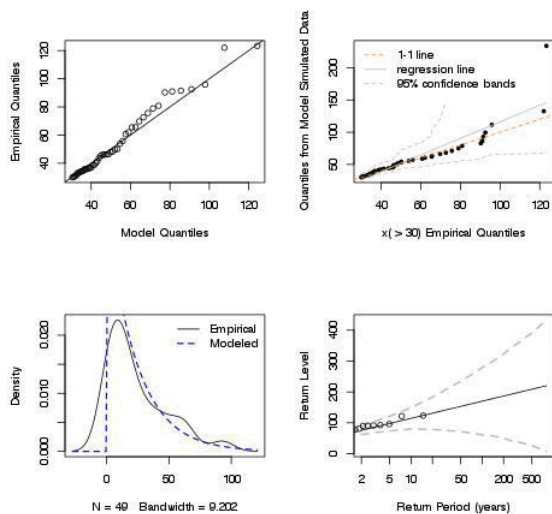 Empirical Quantiles
120
100
80
60
40
40 60 80 100 120
Model Quantiles
Quantiles from Model Simulated Data
200
150
100
50
1-1 line
regression line
95% confidence bands
40 60 80 100 120
x( > 30) Empirical Quantiles
Density
0.020
0.010
0.000
Empirical
Modeled
0 50 100
N = 49 Bandwidth = 9.202
Return Level
400
300
200
100
0
2 5 10 50 200 500
Return Period (years)